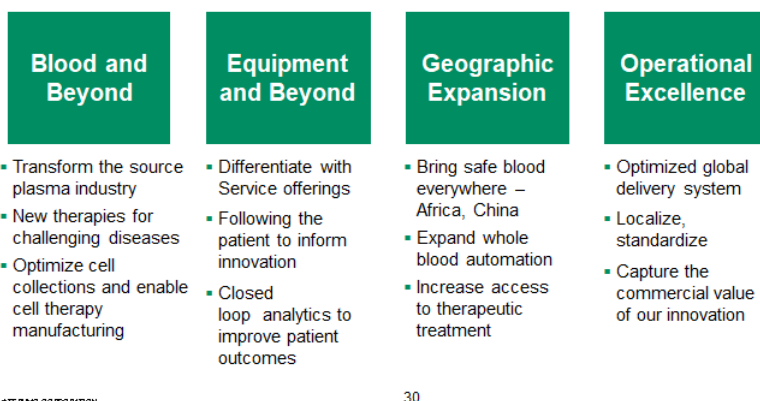 Blood and
Beyond
Transform the source
plasma industry
New therapies for
challenging diseases
Optimize cell
collections and enable
cell therapy
manufacturing
Equipment
and Beyond
Differentiate with
Service offerings
Following the
patient to inform
innovation
Closed
loop analytics to
improve patient
outcomes
Geographic
Expansion
Bring safe blood
everywhere –
Africa, China
Expand whole
blood automation
Increase access
to therapeutic
treatment
Operational
Excellence
Optimized global
delivery system
Localize,
standardize
Capture the
commercial value
of our innovation
30